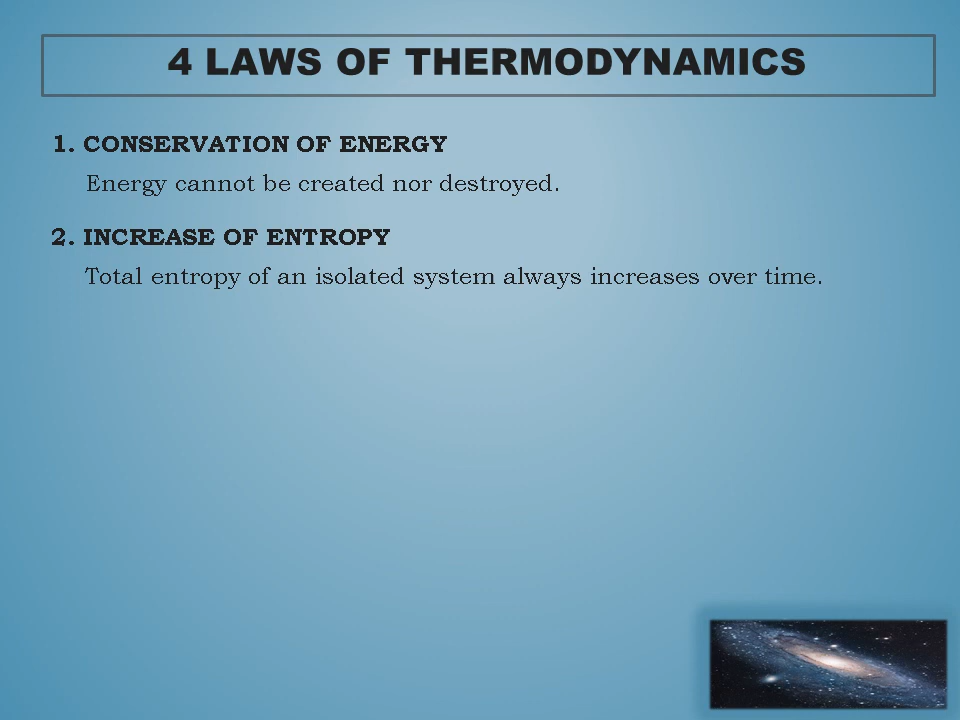 4 LAWS OF THERMODYNAMICS
1. CONSERVATION OF ENERGY
Energy cannot be created nor destroyed.
2. INCREASE OF ENTROPY
Total entropy of an isolated system always increases over time.